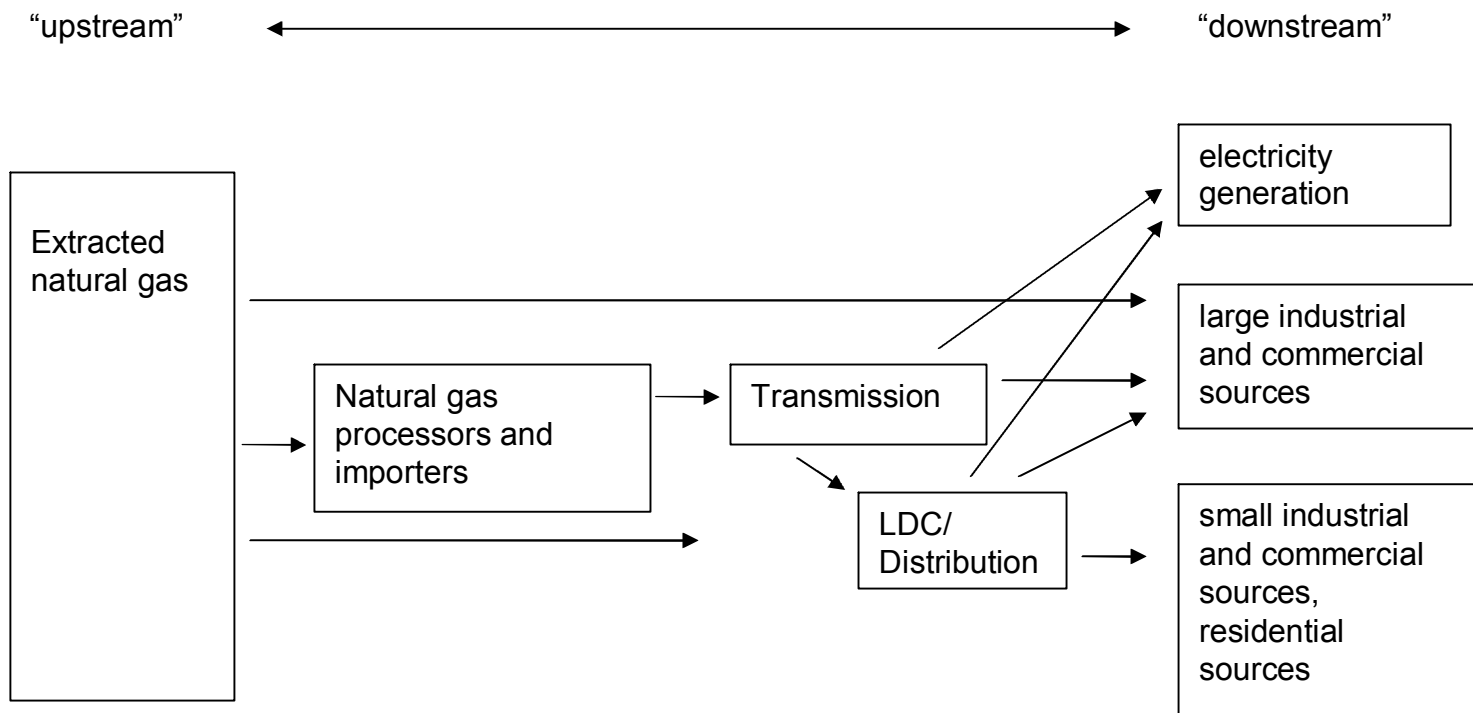 “upstream”
“downstream”
electricity
generation
Extracted
natural gas
large industrial
and commercial
sources
Natural gas
processors and
importers
Transmission
LDC/
Distribution
small industrial
and commercial
sources,
residential
sources